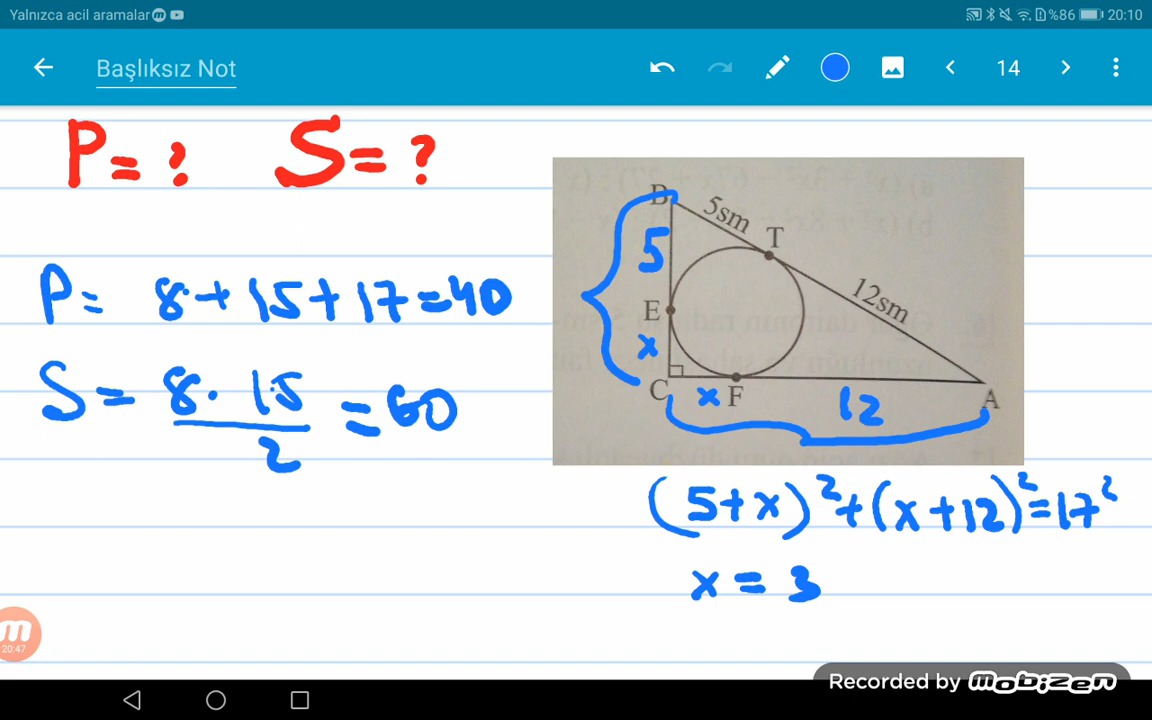 Yalnızca acil aramalar %86 20:10
Başlıksız Not 14
P=? S=?
P= 8+15+17=40
S= 8·15/2 =60
B
5sm
T
5
12sm
E
x
C x F 12 A
(5+x)²+(x+12)²=17²
x=3
m
20:47
Recorded by mobizen